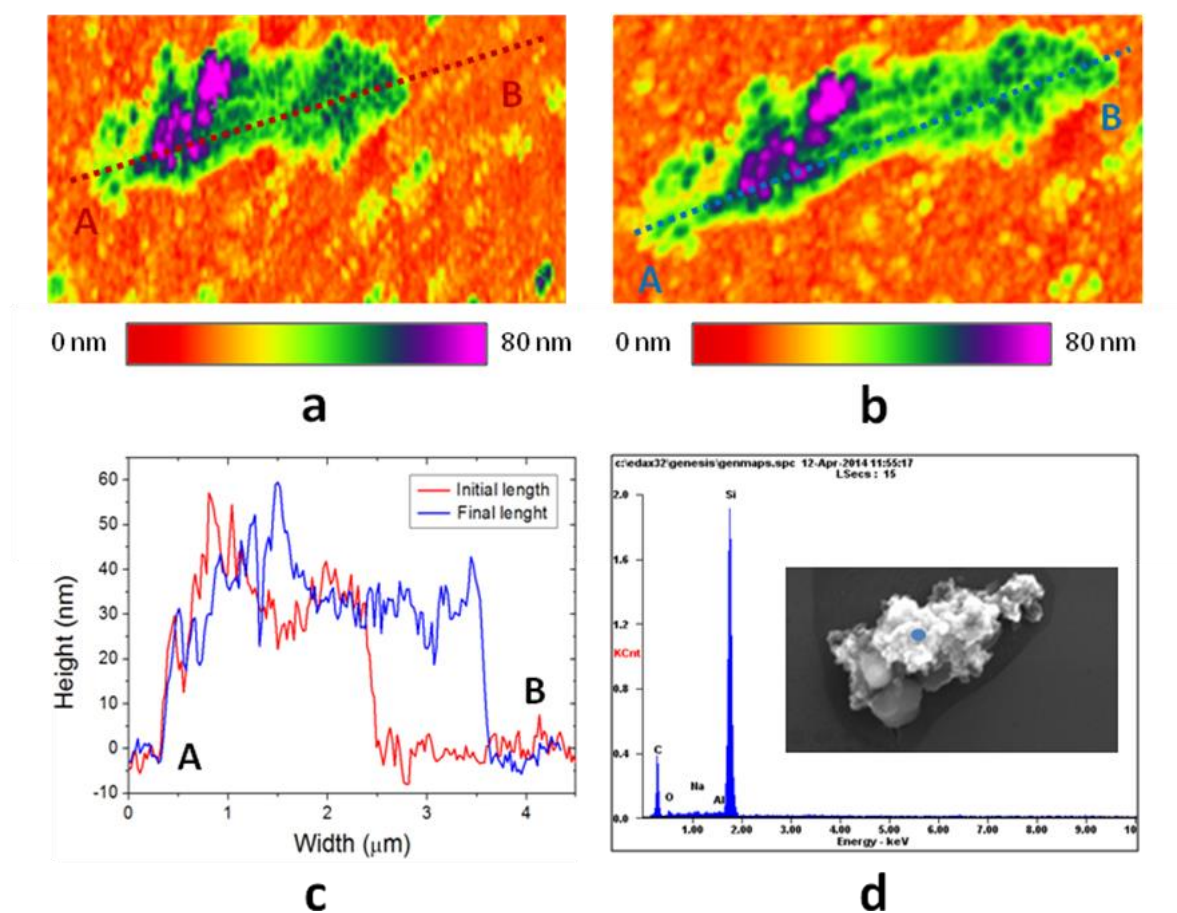 A
B
A
B
0 nm
80 nm
0 nm
80 nm
a
b
60
50
40
30
20
10
0
-10
Height (nm)
Initial length
Final lenght
A
B
0
1
2
3
4
Width (μm)
c
c:\edax32\genesis\genmaps.spc 12-Apr-2014 11:55:17
LSecs : 15
2.0
1.6
1.2
KCnt
0.8
0.4
0.0
Si
C
O
Na
Al
1.00 2.00 3.00 4.00 5.00 6.00 7.00 8.00 9.00 10
Energy - keV
d